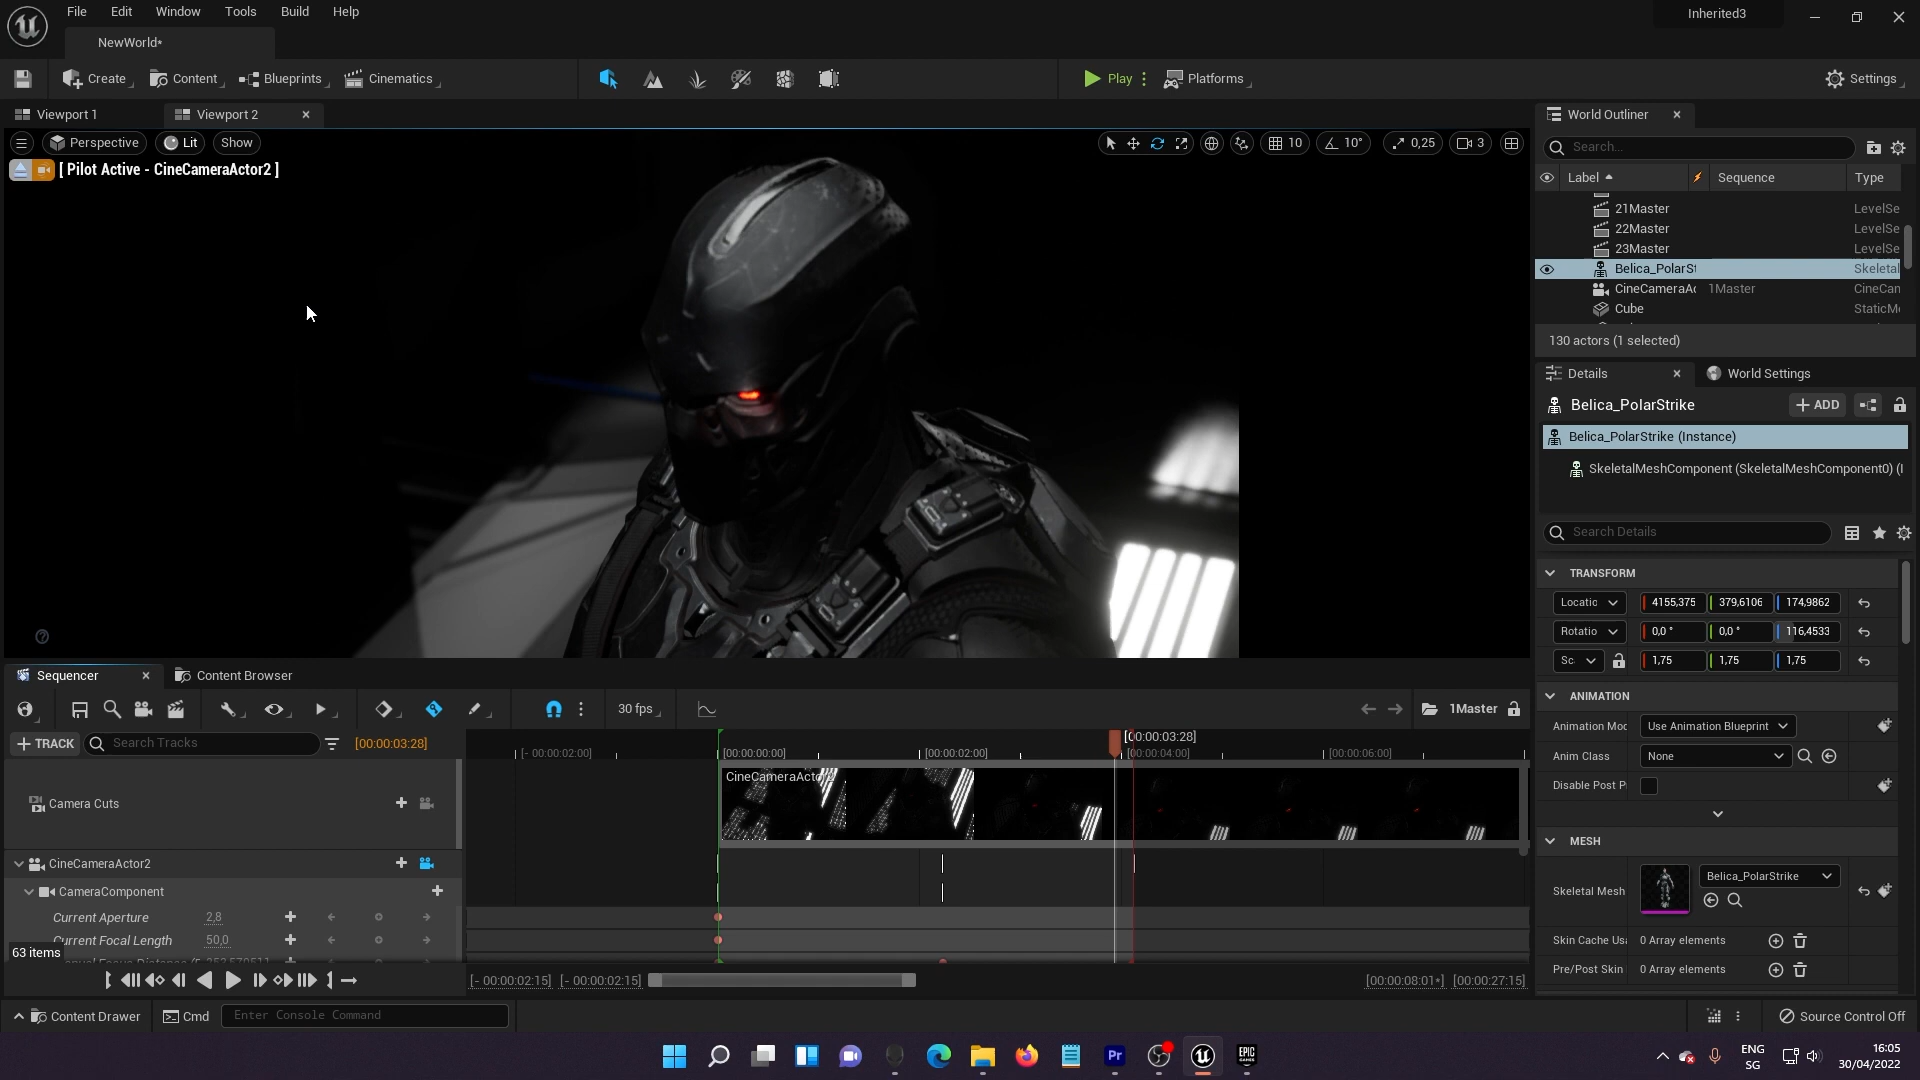 File Edit Window Tools Build Help
Inherited3
NewWorld*
Create Content Blueprints Cinematics Play Platforms Settings
Viewport 1 Viewport 2
Perspective Lit Show 10 10° 0,25 3
[ Pilot Active - CineCameraActor2 ]
World Outliner
Search...
Label Sequence Type
21Master LevelSe
22Master LevelSe
23Master LevelSe
Belica_PolarSt Skeletal
CineCameraAc 1Master CineCan
Cube StaticMe
130 actors (1 selected)
Details World Settings
Belica_PolarStrike ADD
Belica_PolarStrike (Instance)
SkeletalMeshComponent (SkeletalMeshComponent0) (I
Search Details
TRANSFORM
Locatic 4155,375 379,6106 174,9862
Rotatio 0,0 ° 0,0 ° 116,4533
Sc 1,75 1,75 1,75
ANIMATION
Animation Moc Use Animation Blueprint
Anim Class None
Disable Post P
MESH
Skeletal Mesh Belica_PolarStrike
Skin Cache Usa 0 Array elements
Pre/Post Skin 0 Array elements
Sequencer Content Browser
30 fps 1Master
TRACK Search Tracks [00:00:03:28]
[00:00:03:28]
[- 00:00:02:00] [00:00:00:00] [00:00:02:00] [00:00:04:00] [00:00:06:00]
Camera Cuts
CineCameraActor2
CineCameraActor2
CameraComponent
Current Aperture 2,8
Current Focal Length 50,0
63 items
[- 00:00:02:15] [- 00:00:02:15] [00:00:08:01*] [00:00:27:15]
Content Drawer Cmd Enter Console Command Source Control Off
Pr
EPIC GAMES
ENG
SG
16:05
30/04/2022